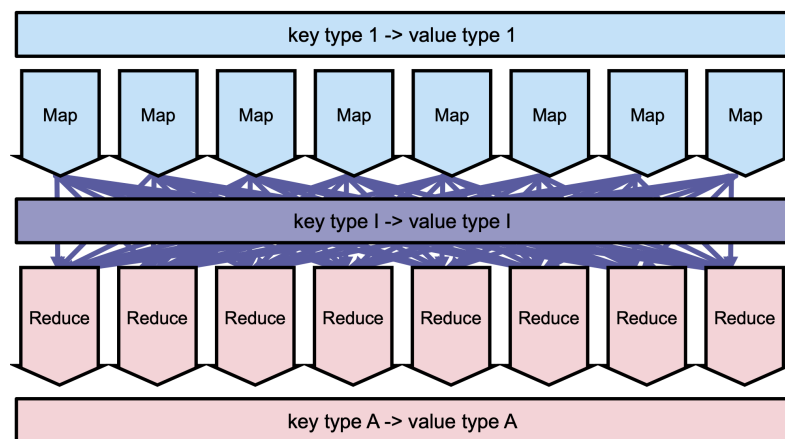 key type 1 -> value type 1
Map Map Map Map Map Map Map Map
key type I -> value type I
Reduce Reduce Reduce Reduce Reduce Reduce Reduce Reduce
key type A -> value type A